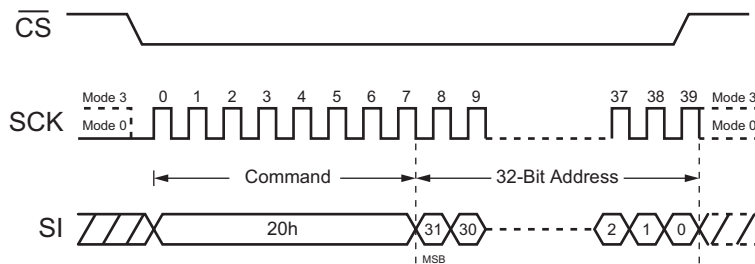 CS
Mode 3 0 1 2 3 4 5 6 7 8 9 37 38 39 Mode 3
SCK
Mode 0 Mode 0
Command 32-Bit Address
SI 20h 31 30 2 1 0
MSB